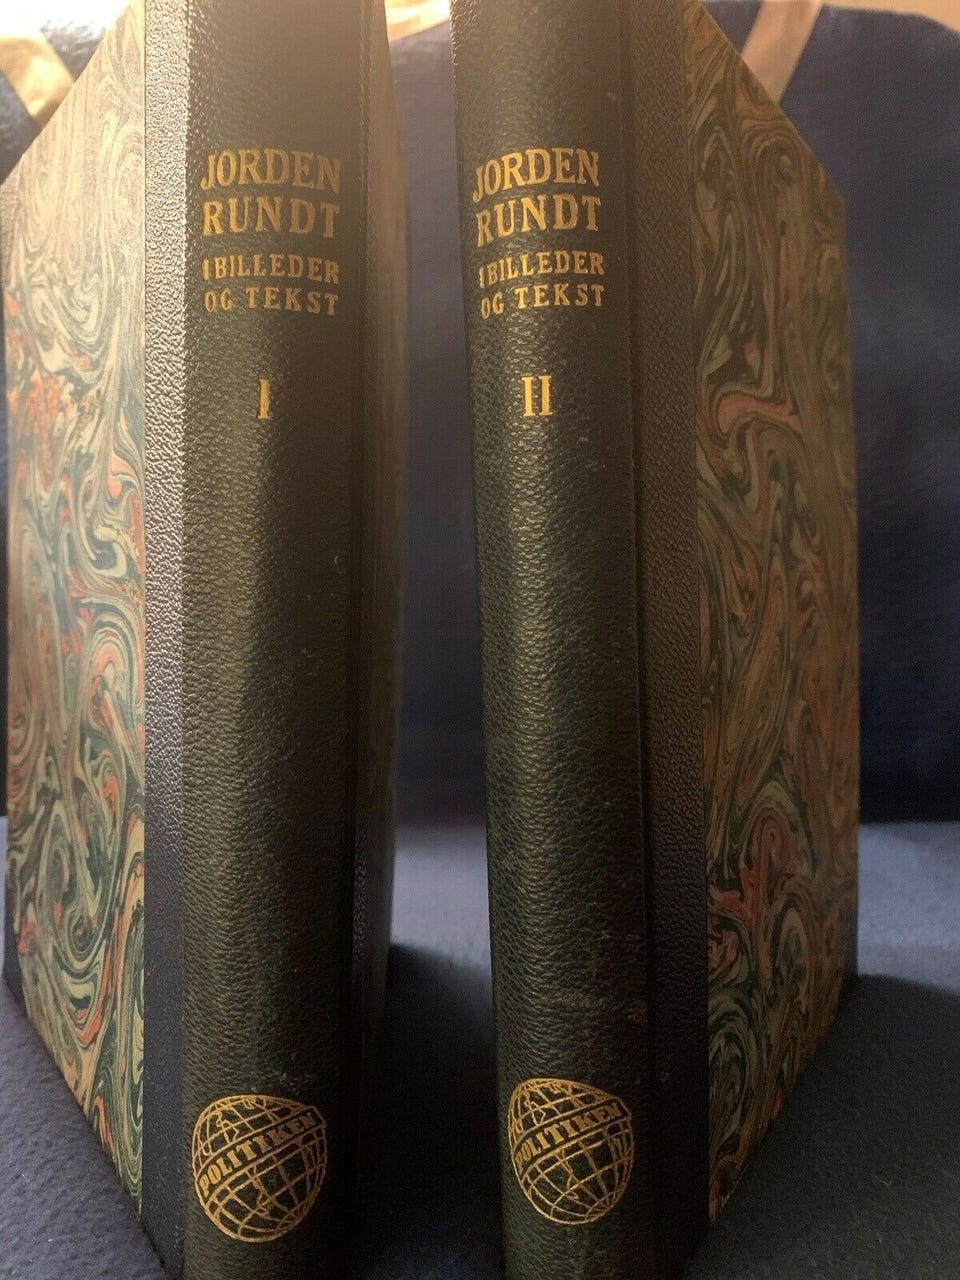 JORDEN
RUNDT
I BILLEDER
OG TEKST
I
POLITIKEN
JORDEN
RUNDT
I BILLEDER
OG TEKST
II
POLITIKEN